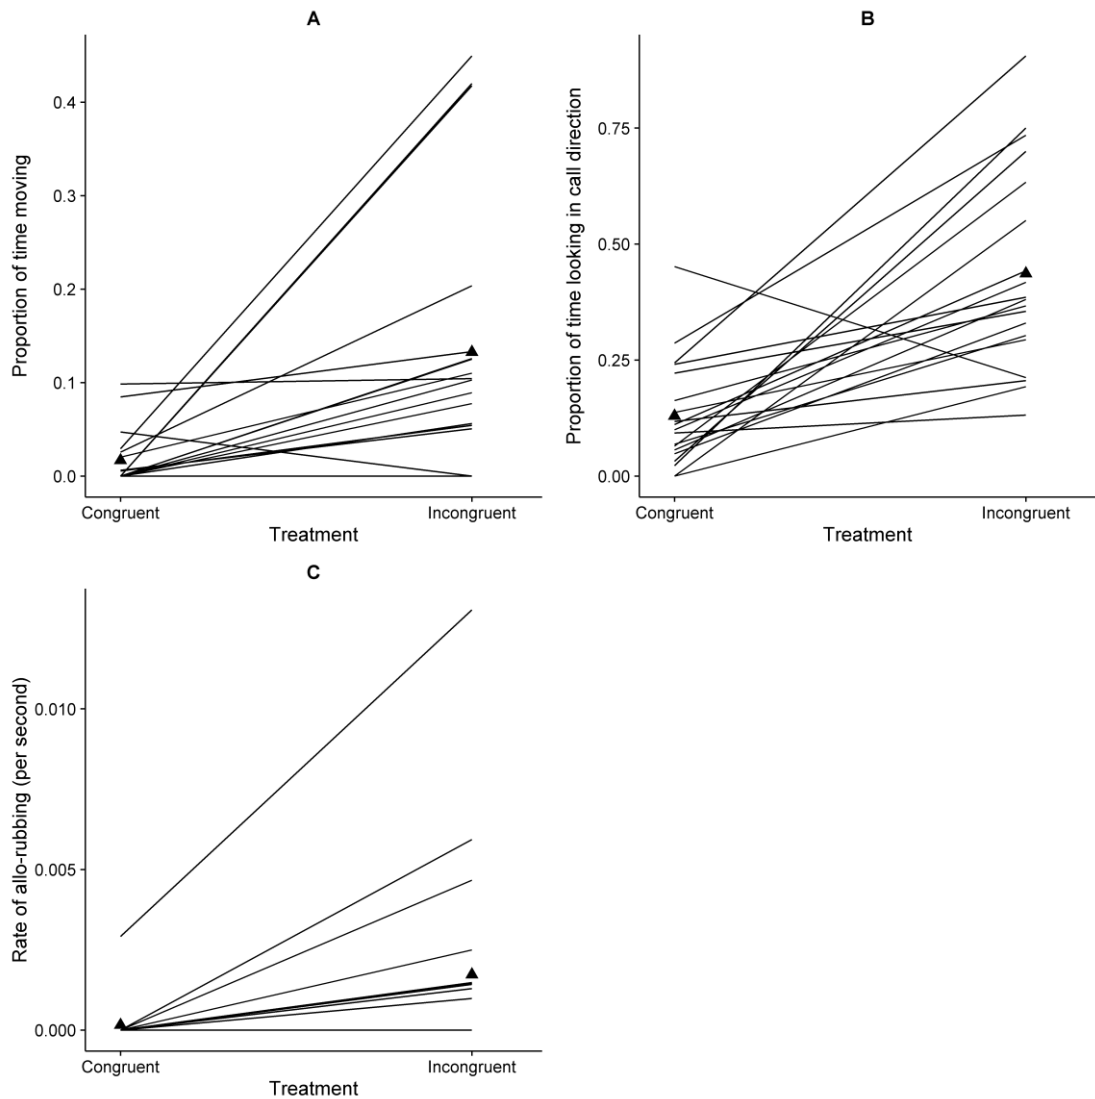 A
Proportion of time moving
0.4
0.3
0.2
0.1
0.0
Congruent Incongruent
Treatment
B
Proportion of time looking in call direction
0.75
0.50
0.25
0.00
Congruent Incongruent
Treatment
C
Rate of allo-rubbing (per second)
0.010
0.005
0.000
Congruent Incongruent
Treatment